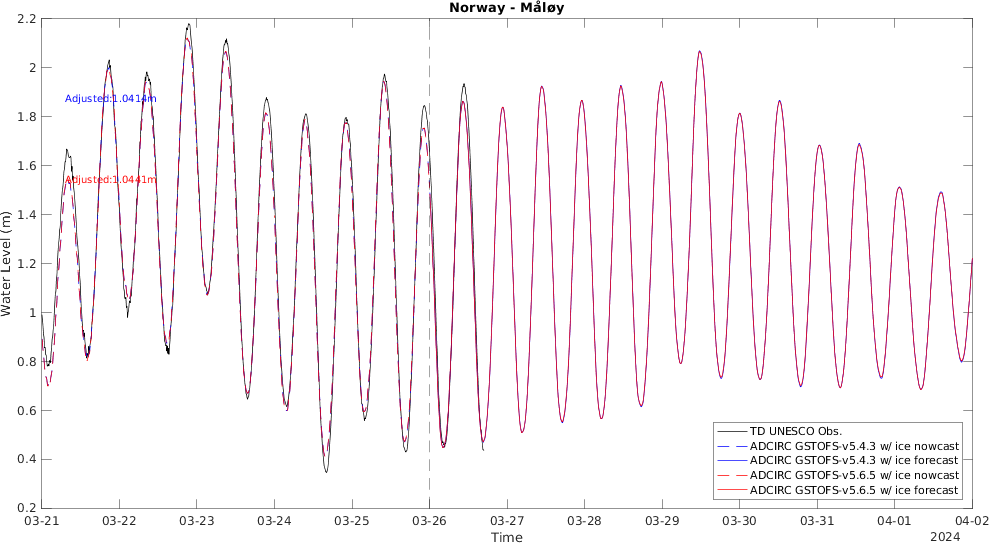 Norway - Måløy
2.2
2
1.8
1.6
1.4
1.2
1
0.8
0.6
0.4
0.2
Water Level (m)
Adjusted:1.0414m
Adjusted:1.0441m
TD UNESCO Obs.
ADCIRC GSTOFS-v5.4.3 w/ ice nowcast
ADCIRC GSTOFS-v5.4.3 w/ ice forecast
ADCIRC GSTOFS-v5.6.5 w/ ice nowcast
ADCIRC GSTOFS-v5.6.5 w/ ice forecast
03-21 03-22 03-23 03-24 03-25 03-26 03-27 03-28 03-29 03-30 03-31 04-01 04-02
Time
2024